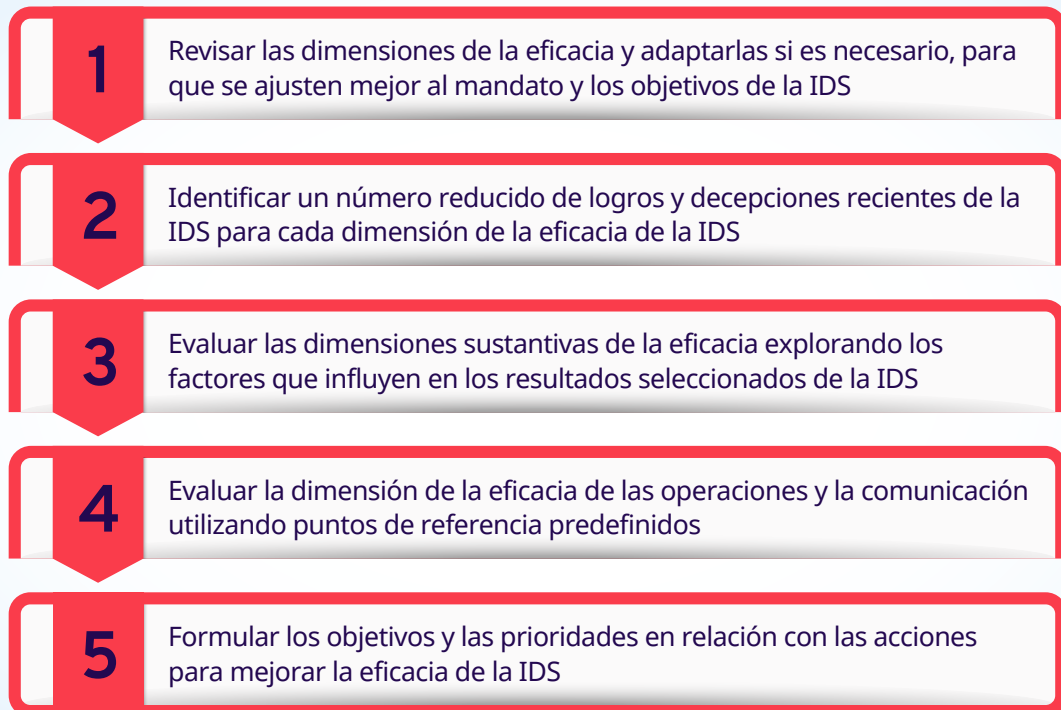 1
Revisar las dimensiones de la eficacia y adaptarlas si es necesario, para
que se ajusten mejor al mandato y los objetivos de la IDS
2
Identificar un número reducido de logros y decepciones recientes de la
IDS para cada dimensión de la eficacia de la IDS
3
Evaluar las dimensiones sustantivas de la eficacia explorando los
factores que influyen en los resultados seleccionados de la IDS
4
Evaluar la dimensión de la eficacia de las operaciones y la comunicación
utilizando puntos de referencia predefinidos
5
Formular los objetivos y las prioridades en relación con las acciones
para mejorar la eficacia de la IDS